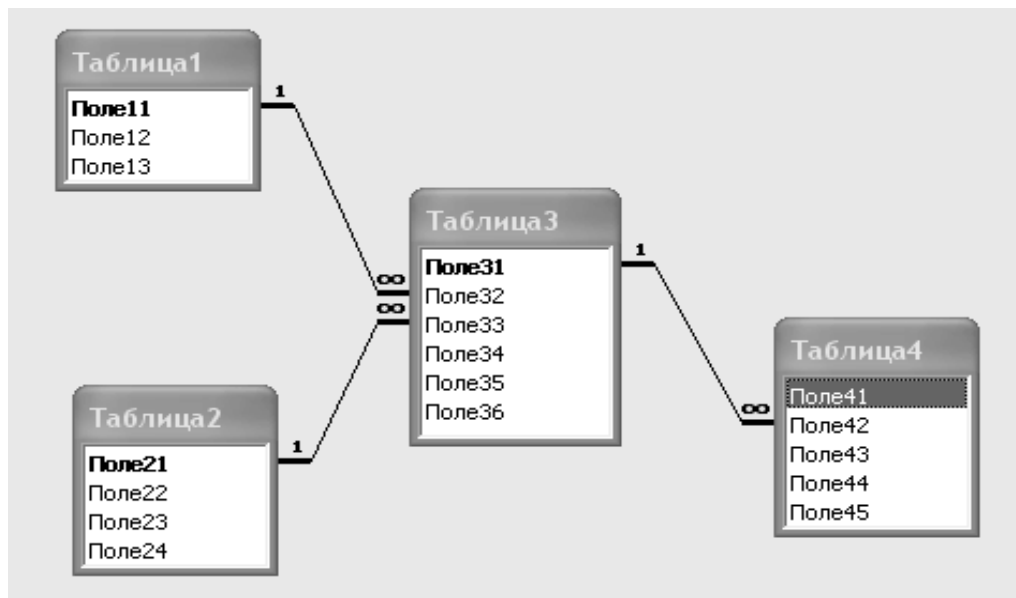 Таблица1
Поле11
Поле12
Поле13
1
∞
∞
Таблица3
Поле31
Поле32
Поле33
Поле34
Поле35
Поле36
1
∞
Таблица2
Поле21
Поле22
Поле23
Поле24
1
Таблица4
Поле41
Поле42
Поле43
Поле44
Поле45